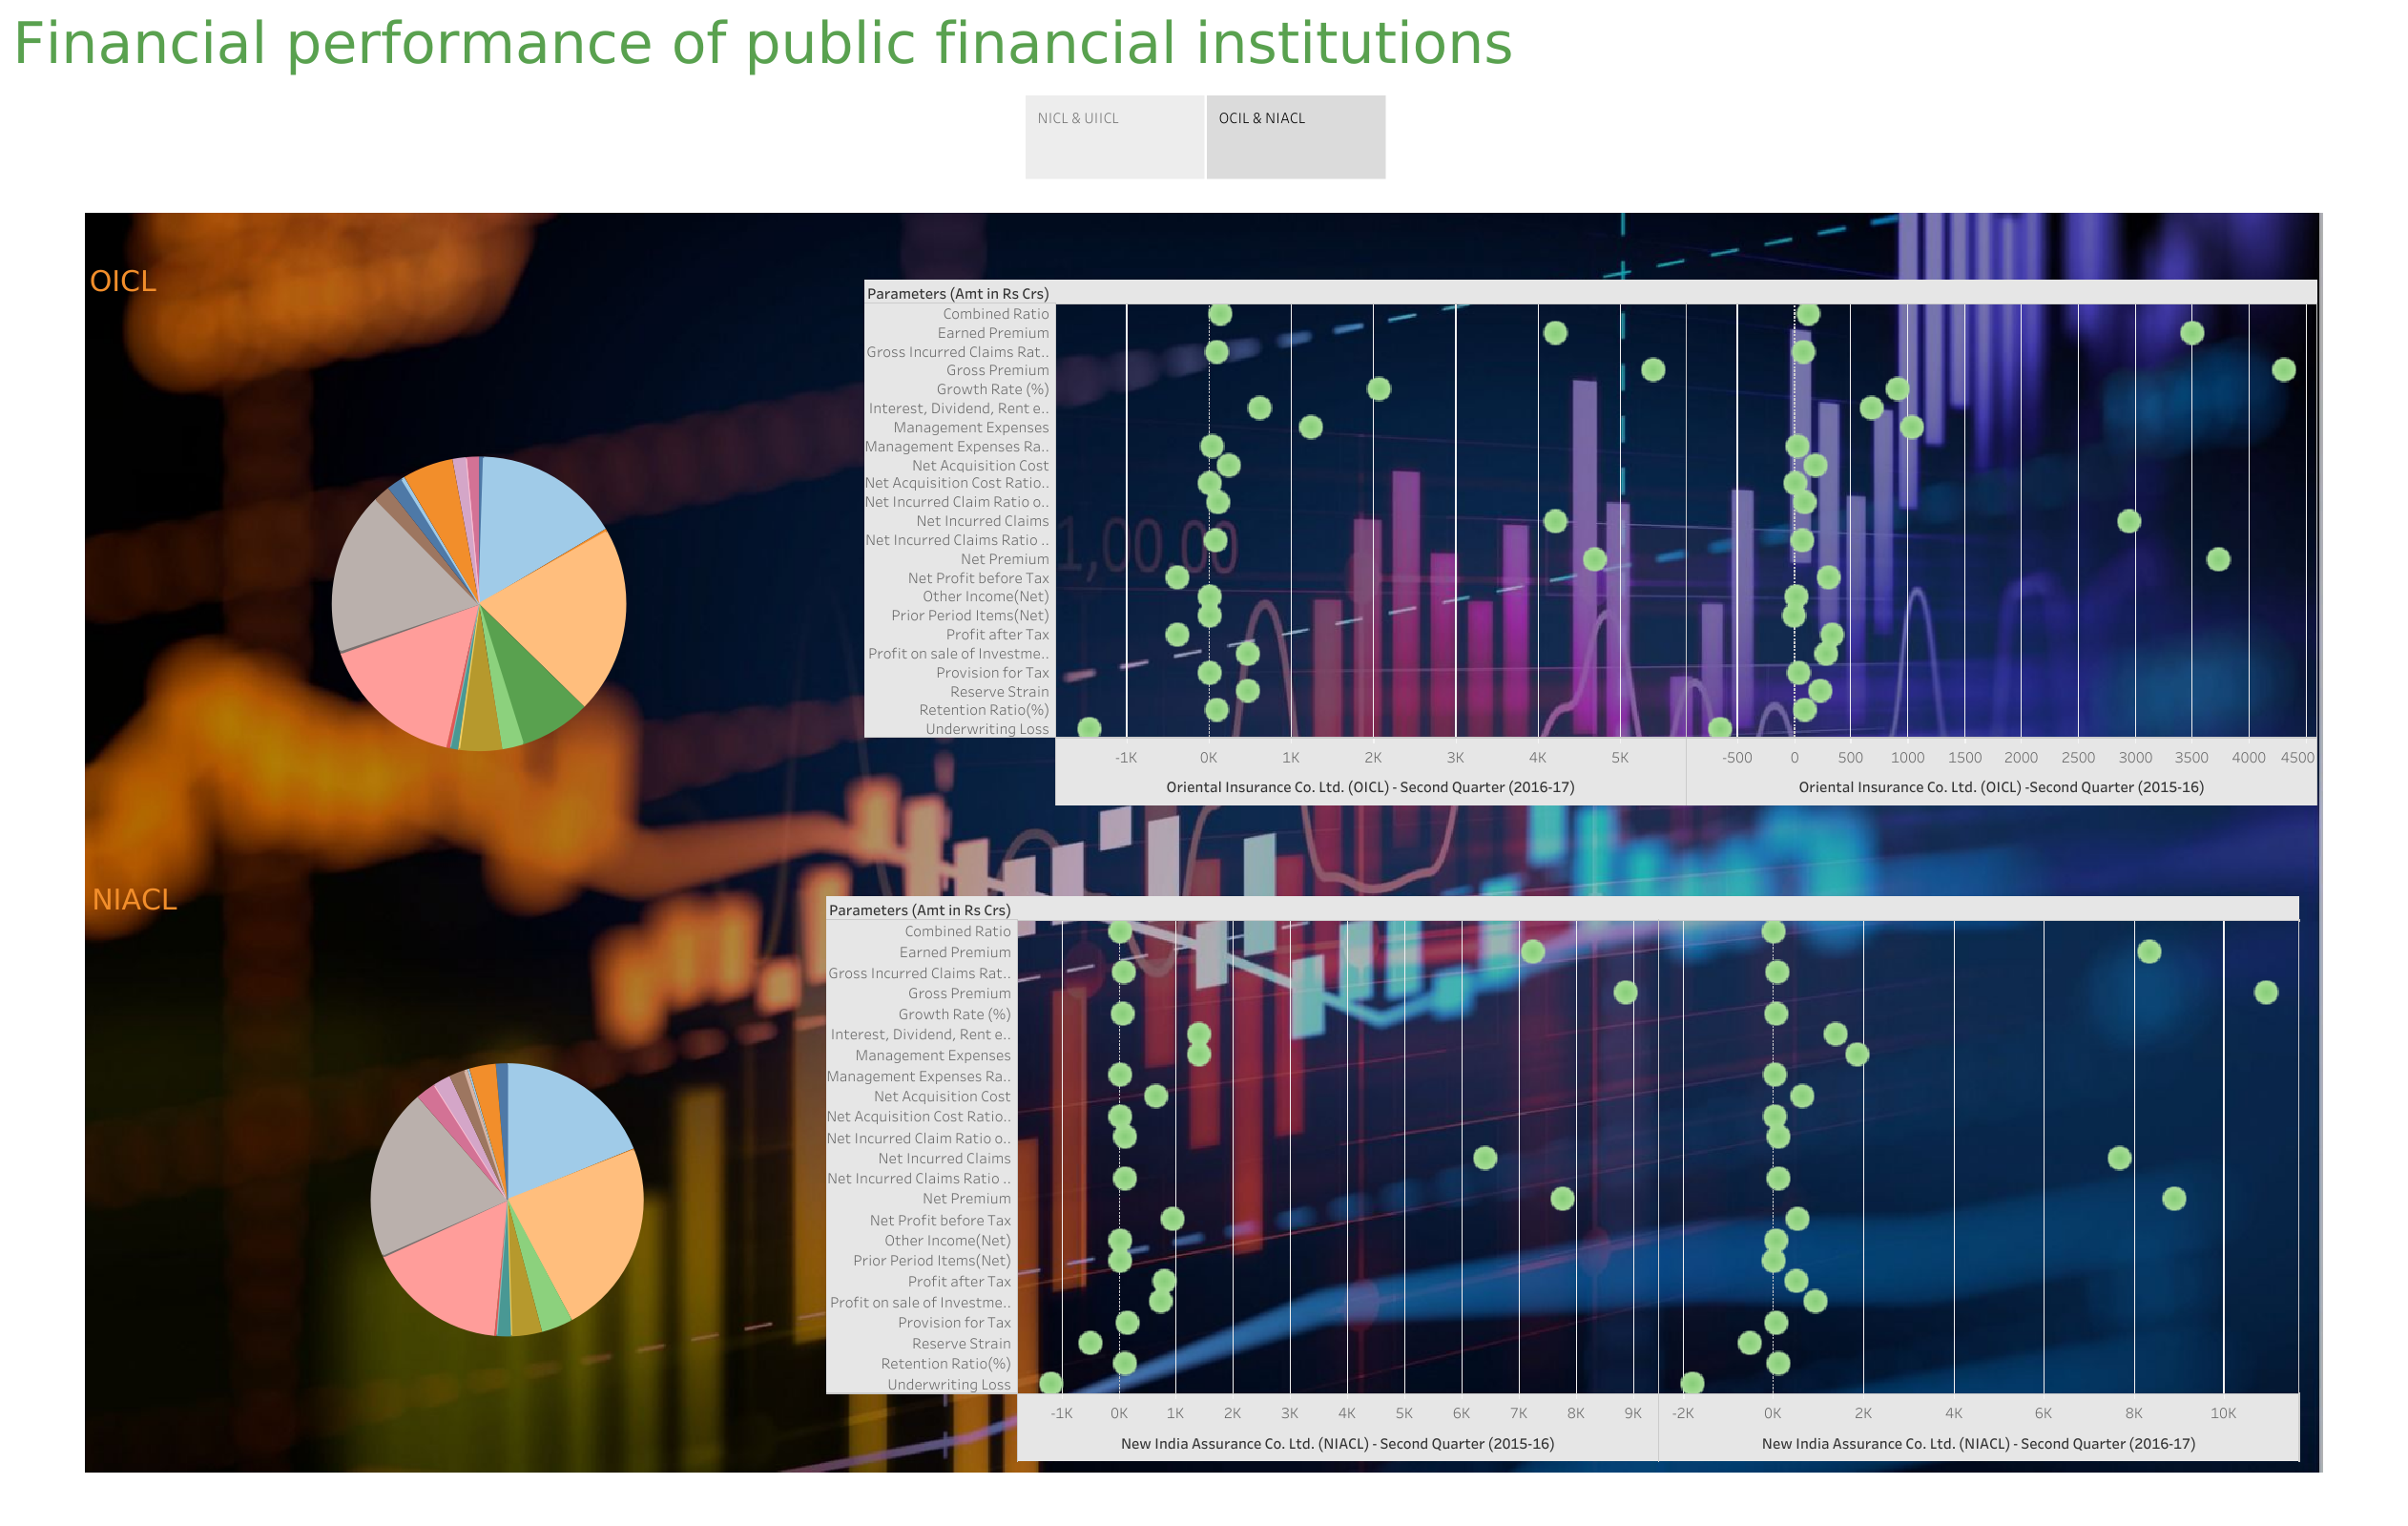 Financial performance of public financial institutions
NICL & UIICL
OCIL & NIACL
OICL
Parameters (Amt in Rs Crs)
Combined Ratio
Earned Premium
Gross Incurred Claims Rat..
Gross Premium
Growth Rate (%)
Interest, Dividend, Rent e..
Management Expenses
Management Expenses Ra..
Net Acquisition Cost
Net Acquisition Cost Ratio..
Net Incurred Claim Ratio o..
Net Incurred Claims
Net Incurred Claims Ratio ..
Net Premium
Net Profit before Tax
Other Income(Net)
Prior Period Items(Net)
Profit after Tax
Profit on sale of Investme..
Provision for Tax
Reserve Strain
Retention Ratio(%)
Underwriting Loss
1,00.00
-1K 0K 1K 2K 3K 4K 5K -500 0 500 1000 1500 2000 2500 3000 3500 4000 4500
Oriental Insurance Co. Ltd. (OICL) - Second Quarter (2016-17)
Oriental Insurance Co. Ltd. (OICL) -Second Quarter (2015-16)
NIACL
Parameters (Amt in Rs Crs)
Combined Ratio
Earned Premium
Gross Incurred Claims Rat..
Gross Premium
Growth Rate (%)
Interest, Dividend, Rent e..
Management Expenses
Management Expenses Ra..
Net Acquisition Cost
Net Acquisition Cost Ratio..
Net Incurred Claim Ratio o..
Net Incurred Claims
Net Incurred Claims Ratio ..
Net Premium
Net Profit before Tax
Other Income(Net)
Prior Period Items(Net)
Profit after Tax
Profit on sale of Investme..
Provision for Tax
Reserve Strain
Retention Ratio(%)
Underwriting Loss
-1K 0K 1K 2K 3K 4K 5K 6K 7K 8K 9K -2K 0K 2K 4K 6K 8K 10K
New India Assurance Co. Ltd. (NIACL) - Second Quarter (2015-16)
New India Assurance Co. Ltd. (NIACL) - Second Quarter (2016-17)